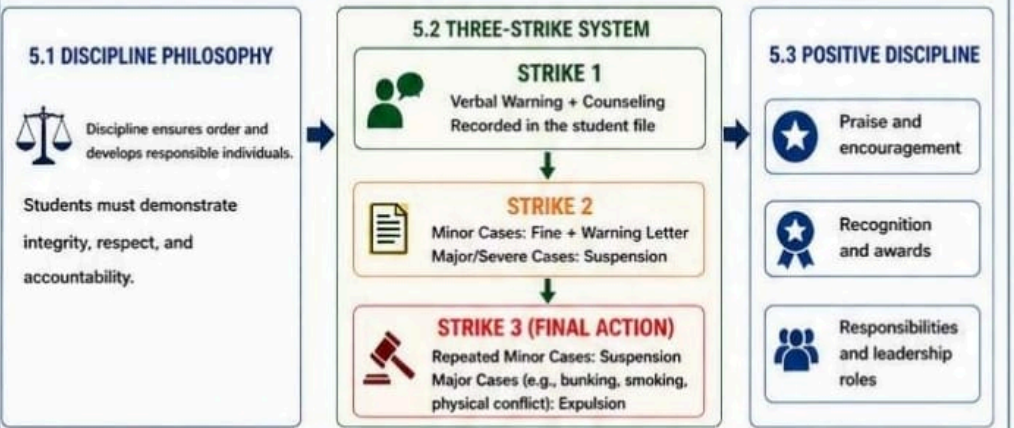 5.1 DISCIPLINE PHILOSOPHY
Discipline ensures order and
develops responsible individuals.
Students must demonstrate
integrity, respect, and
accountability.
5.2 THREE-STRIKE SYSTEM
STRIKE 1
Verbal Warning + Counseling
Recorded in the student file
STRIKE 2
Minor Cases: Fine + Warning Letter
Major/Severe Cases: Suspension
STRIKE 3 (FINAL ACTION)
Repeated Minor Cases: Suspension
Major Cases (e.g., bunking, smoking,
physical conflict): Expulsion
5.3 POSITIVE DISCIPLINE
Praise and
encouragement
Recognition
and awards
Responsibilities
and leadership
roles